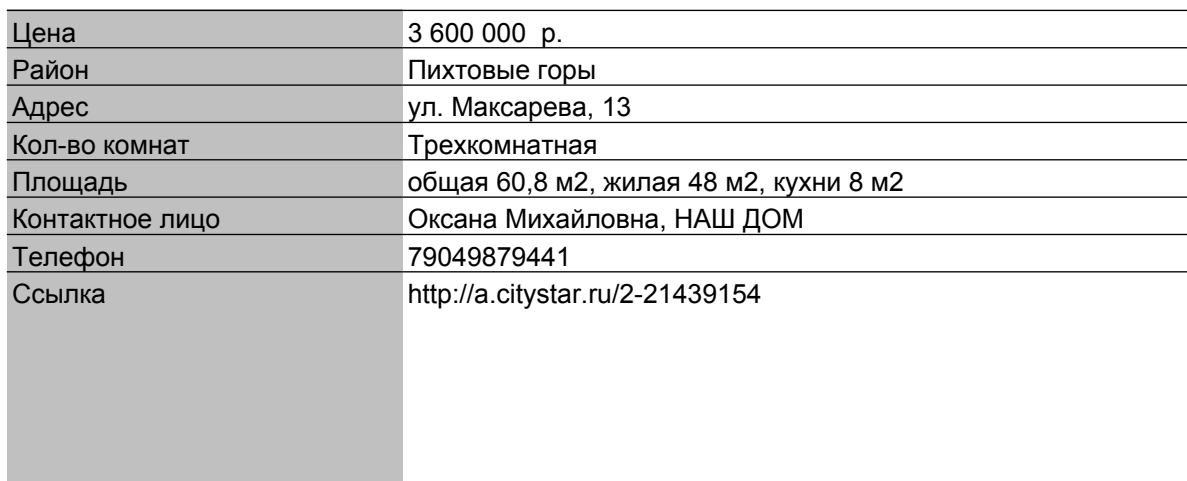 Цена 3 600 000 р.
Район Пихтовые горы
Адрес ул. Максарева, 13
Кол-во комнат Трехкомнатная
Площадь общая 60,8 м2, жилая 48 м2, кухни 8 м2
Контактное лицо Оксана Михайловна, НАШ ДОМ
Телефон 79049879441
Ссылка http://a.citystar.ru/2-21439154